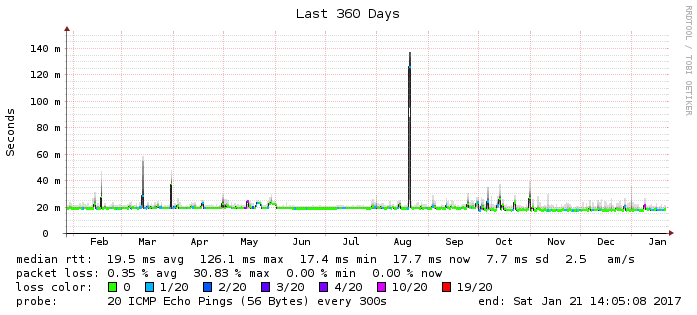 Last 360 Days
RRDTOOL / TOBI OETIKER
Seconds
140 m
120 m
100 m
80 m
60 m
40 m
20 m
0
Feb Mar Apr May Jun Jul Aug Sep Oct Nov Dec Jan
median rtt: 19.5 ms avg 126.1 ms max 17.4 ms min 17.7 ms now 7.7 ms sd 2.5 am/s
packet loss: 0.35 % avg 30.83 % max 0.00 % min 0.00 % now
loss color: 0 1/20 2/20 3/20 4/20 10/20 19/20
probe: 20 ICMP Echo Pings (56 Bytes) every 300s end: Sat Jan 21 14:05:08 2017